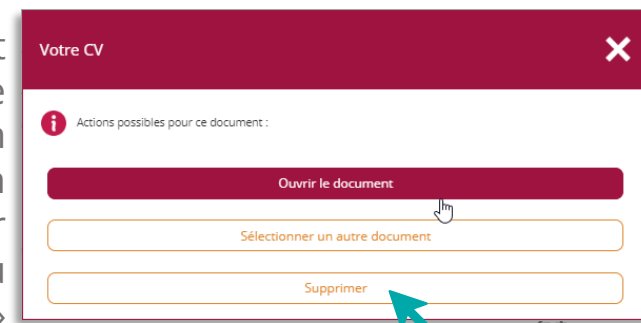 Votre CV
Actions possibles pour ce document :
Ouvrir le document
Sélectionner un autre document
Supprimer